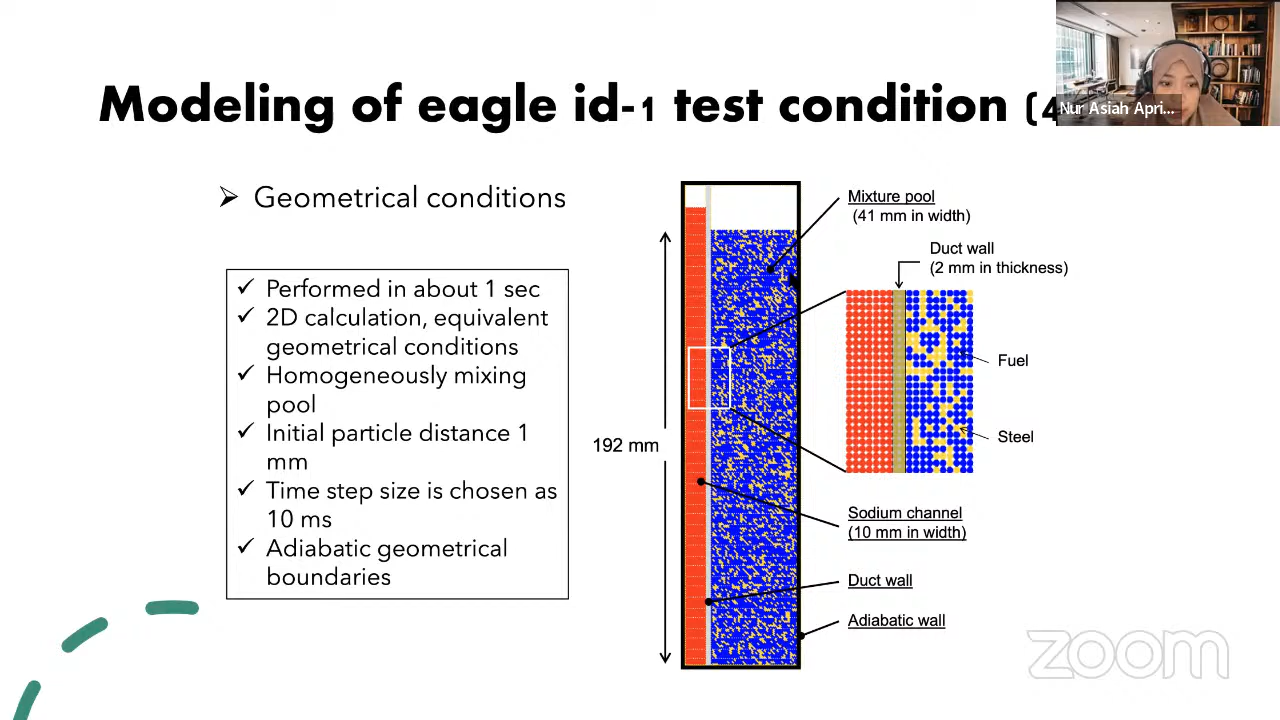 Modeling of eagle id-1 test condition (4
Nur Asiah Apri...
Geometrical conditions
Performed in about 1 sec
2D calculation, equivalent
geometrical conditions
Homogeneously mixing
pool
Initial particle distance 1
mm
Time step size is chosen as
10 ms
Adiabatic geometrical
boundaries
192 mm
Mixture pool
(41 mm in width)
Duct wall
(2 mm in thickness)
Fuel
Steel
Sodium channel
(10 mm in width)
Duct wall
Adiabatic wall
zoom